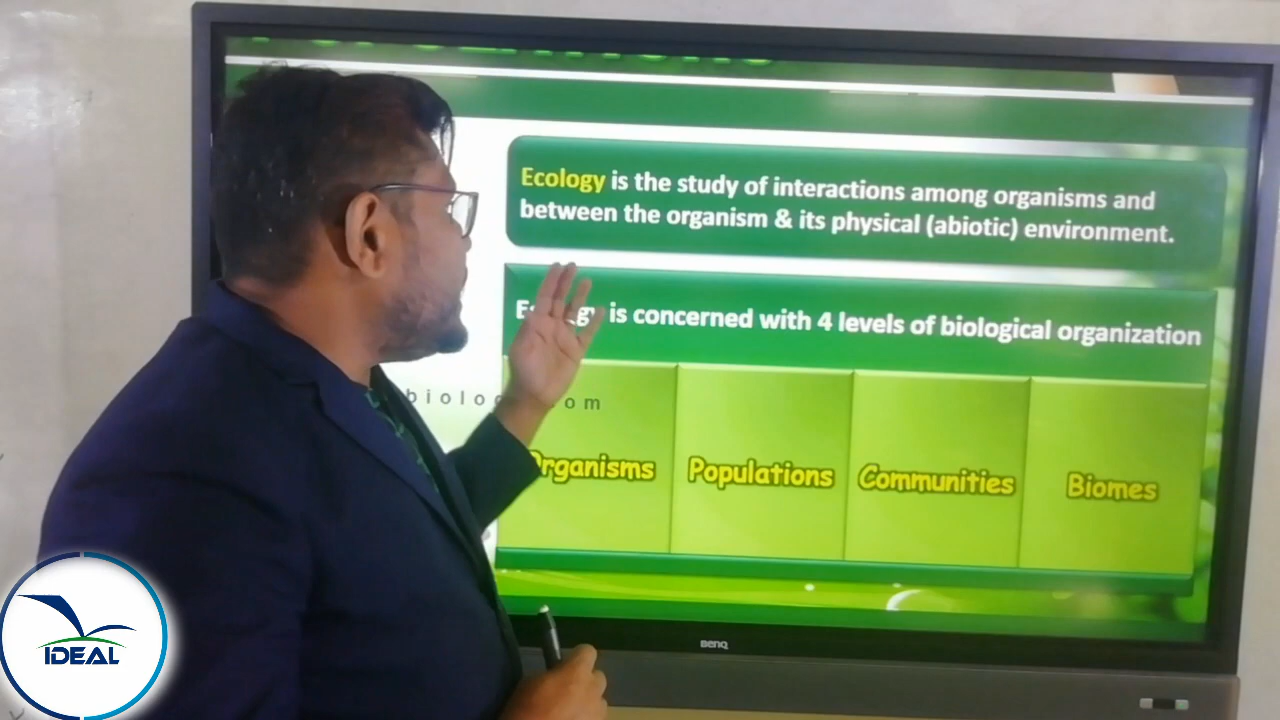 Ecology is the study of interactions among organisms and
between the organism & its physical (abiotic) environment.
is concerned with 4 levels of biological organization
Organisms Populations Communities Biomes
BenQ
IDEAL